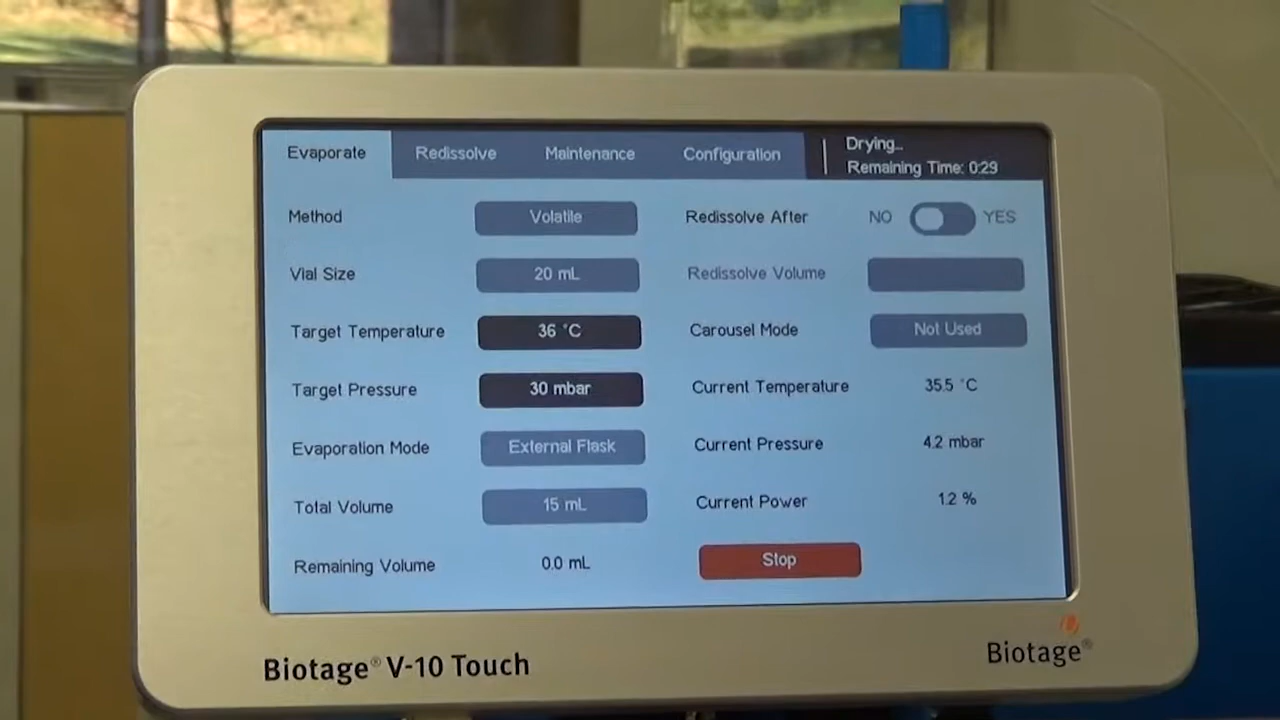 Evaporate Redissolve Maintenance Configuration Drying...
Remaining Time: 0:29
Method Volatile Redissolve After NO YES
Vial Size 20 mL Redissolve Volume
Target Temperature 36 °C Carousel Mode Not Used
Target Pressure 30 mbar Current Temperature 35.5 °C
Evaporation Mode External Flask Current Pressure 4.2 mbar
Total Volume 15 mL Current Power 1.2 %
Remaining Volume 0.0 mL Stop
Biotage® V-10 Touch Biotage®